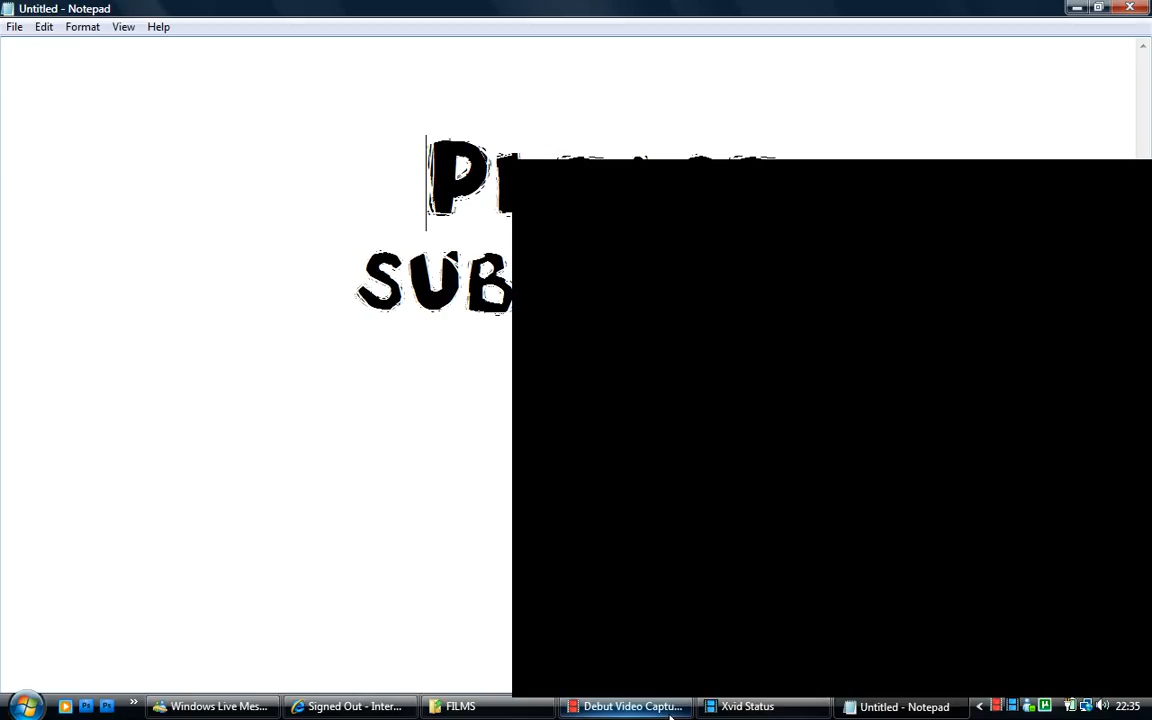 Untitled - Notepad
File Edit Format View Help
SUB
Windows Live Mes... Signed Out - Inter... FILMS Debut Video Captu... Xvid Status Untitled - Notepad 22:35